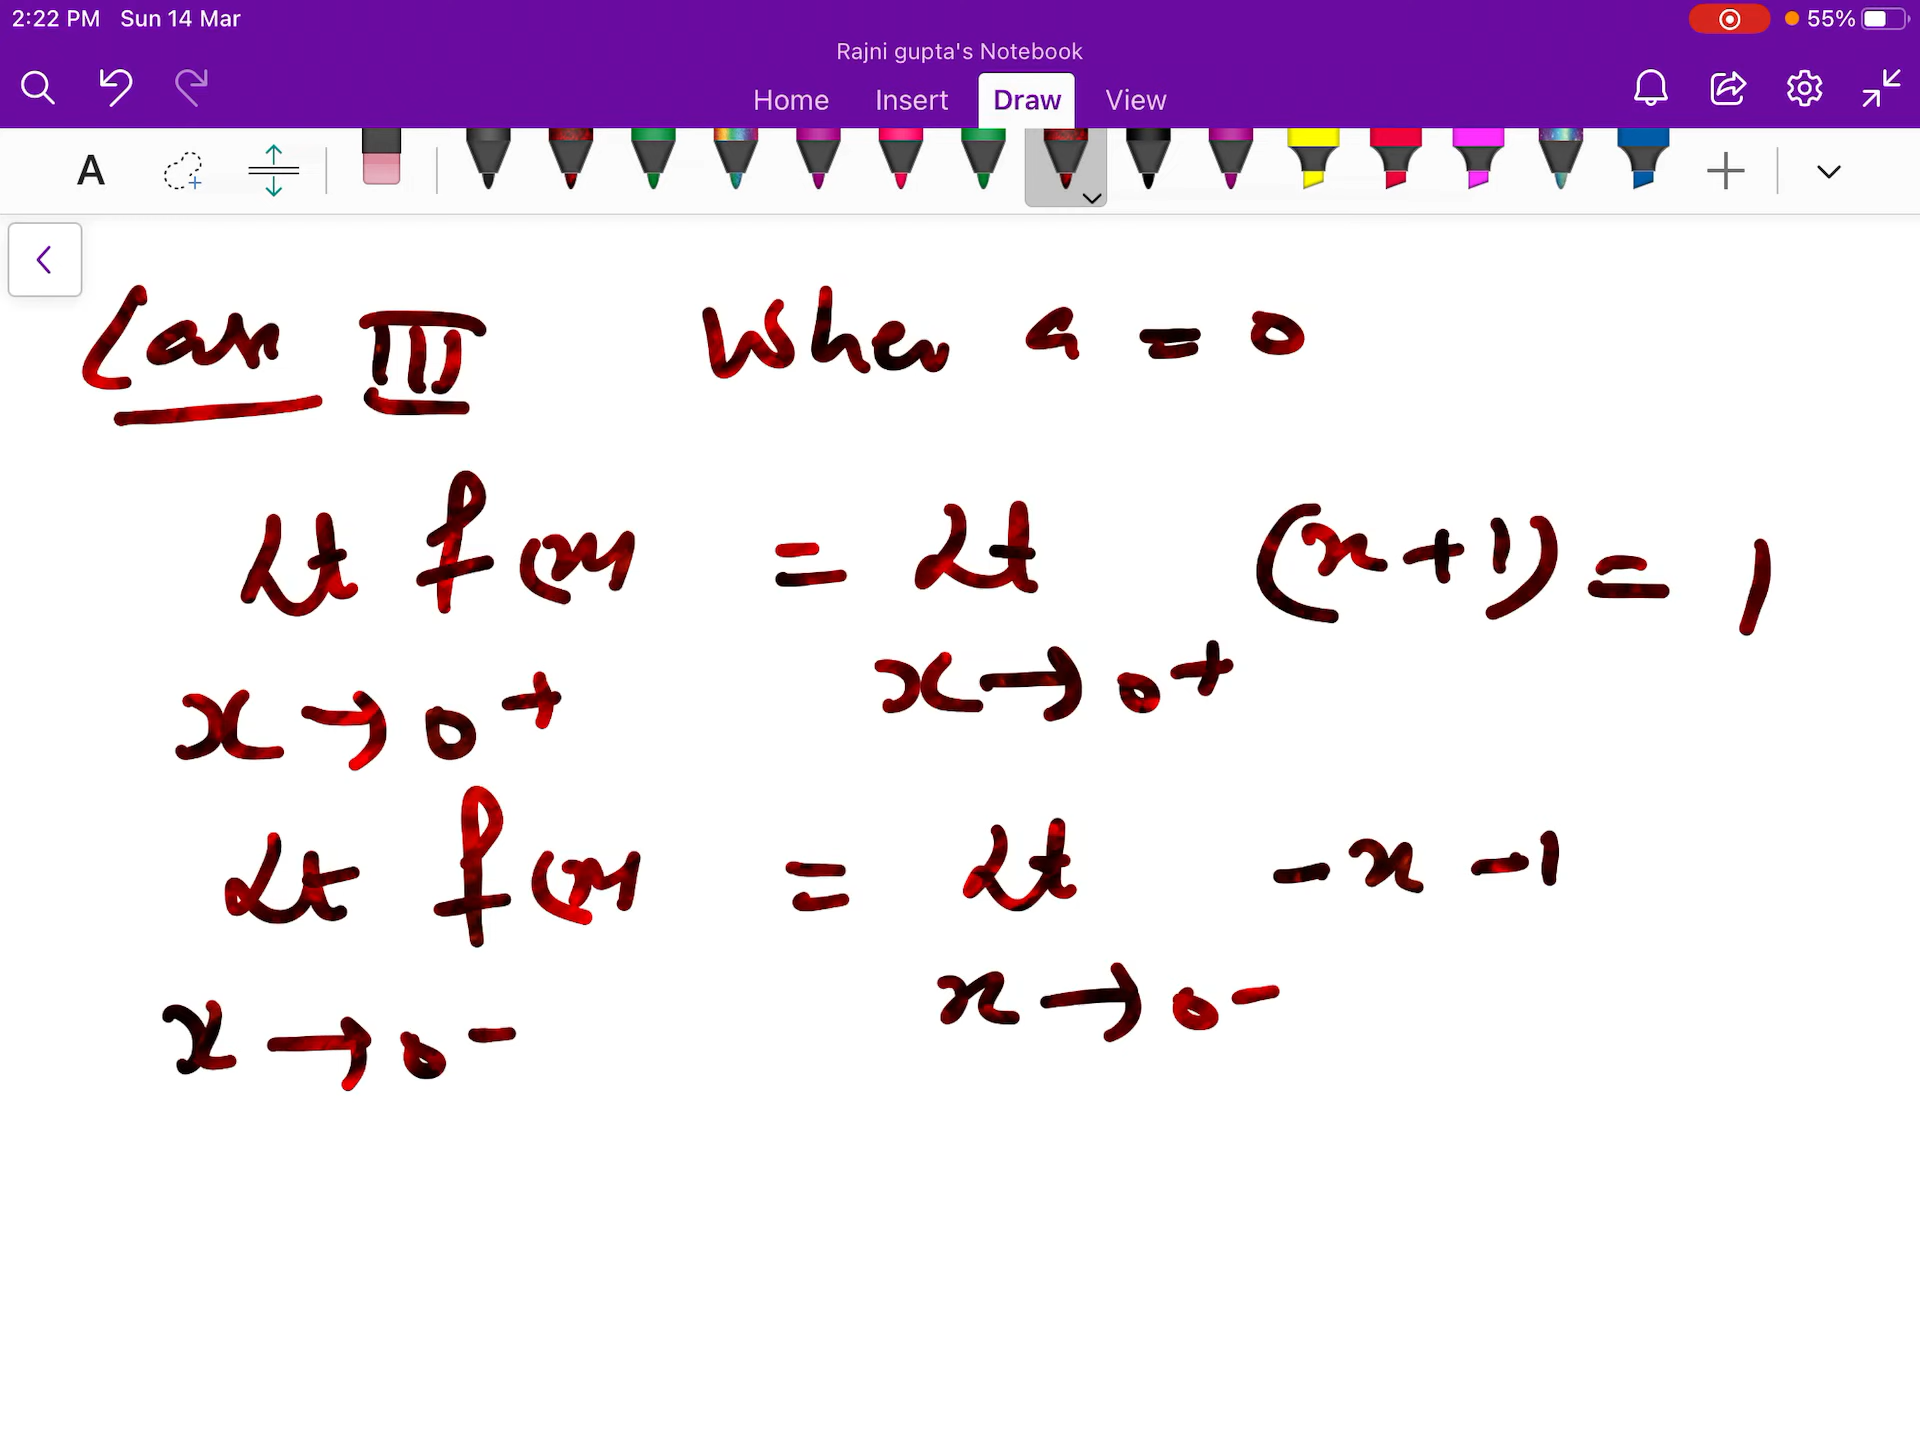 2:22 PM Sun 14 Mar 55%
Rajni gupta's Notebook
Home Insert Draw View
A
Case III When a = 0
Lt f(x) = Lt (x+1) = 1
x→0+ x→0+
Lt f(x) = Lt -x-1
x→0- x→0-